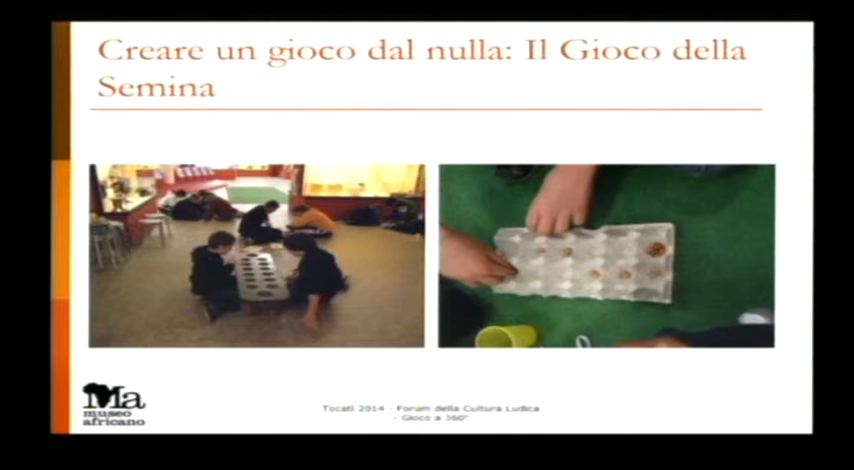 Creare un gioco dal nulla: Il Gioco della
Semina
Ma
museo
africano
Tocatì 2014 - Forum della Cultura Ludica
- Gioco a 360°